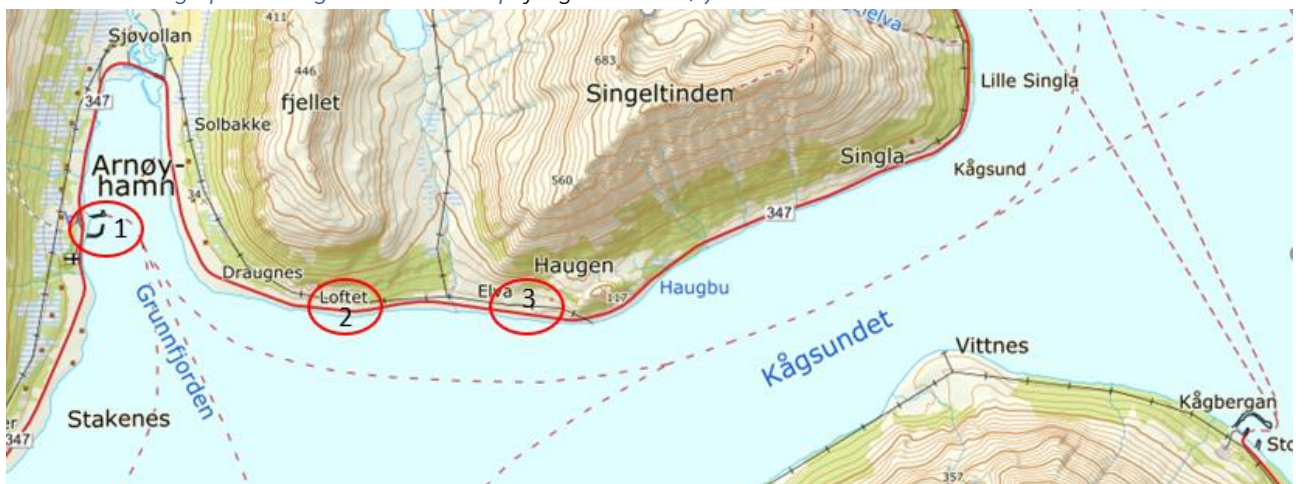 411
Sjøvollan
446
683
Singeltinden
fjellet
Lille Singla
347
Solbakke
Arnøy-
hamn
34
560
Singla
Kågsund
347
1
Draugnes
Haugen
Loftet
Elva
3
117
Haugbu
2
Grunnfjorden
Kågsundet
Vittnes
Kågbergan
Stakenes
347
357